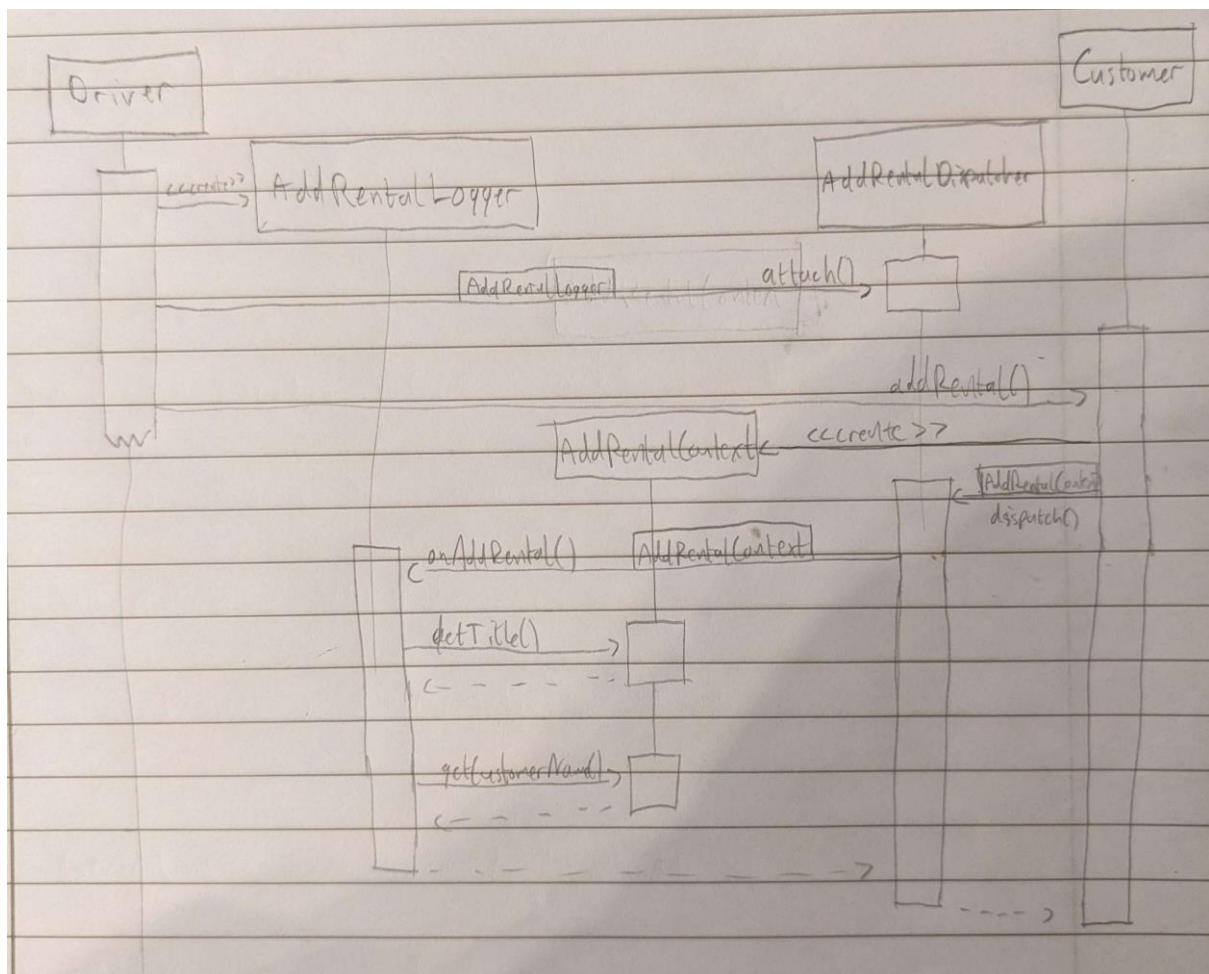 Driver
Customer
<<create>>
AddRentalLogger
AddRentalDispatcher
AddRentalLogger
attach()
addRental()
AddRentalContext
<<create>>
AddRentalContext
dispatch()
onAddRental()
AddRentalContext
getTitle()
getCustomerName()